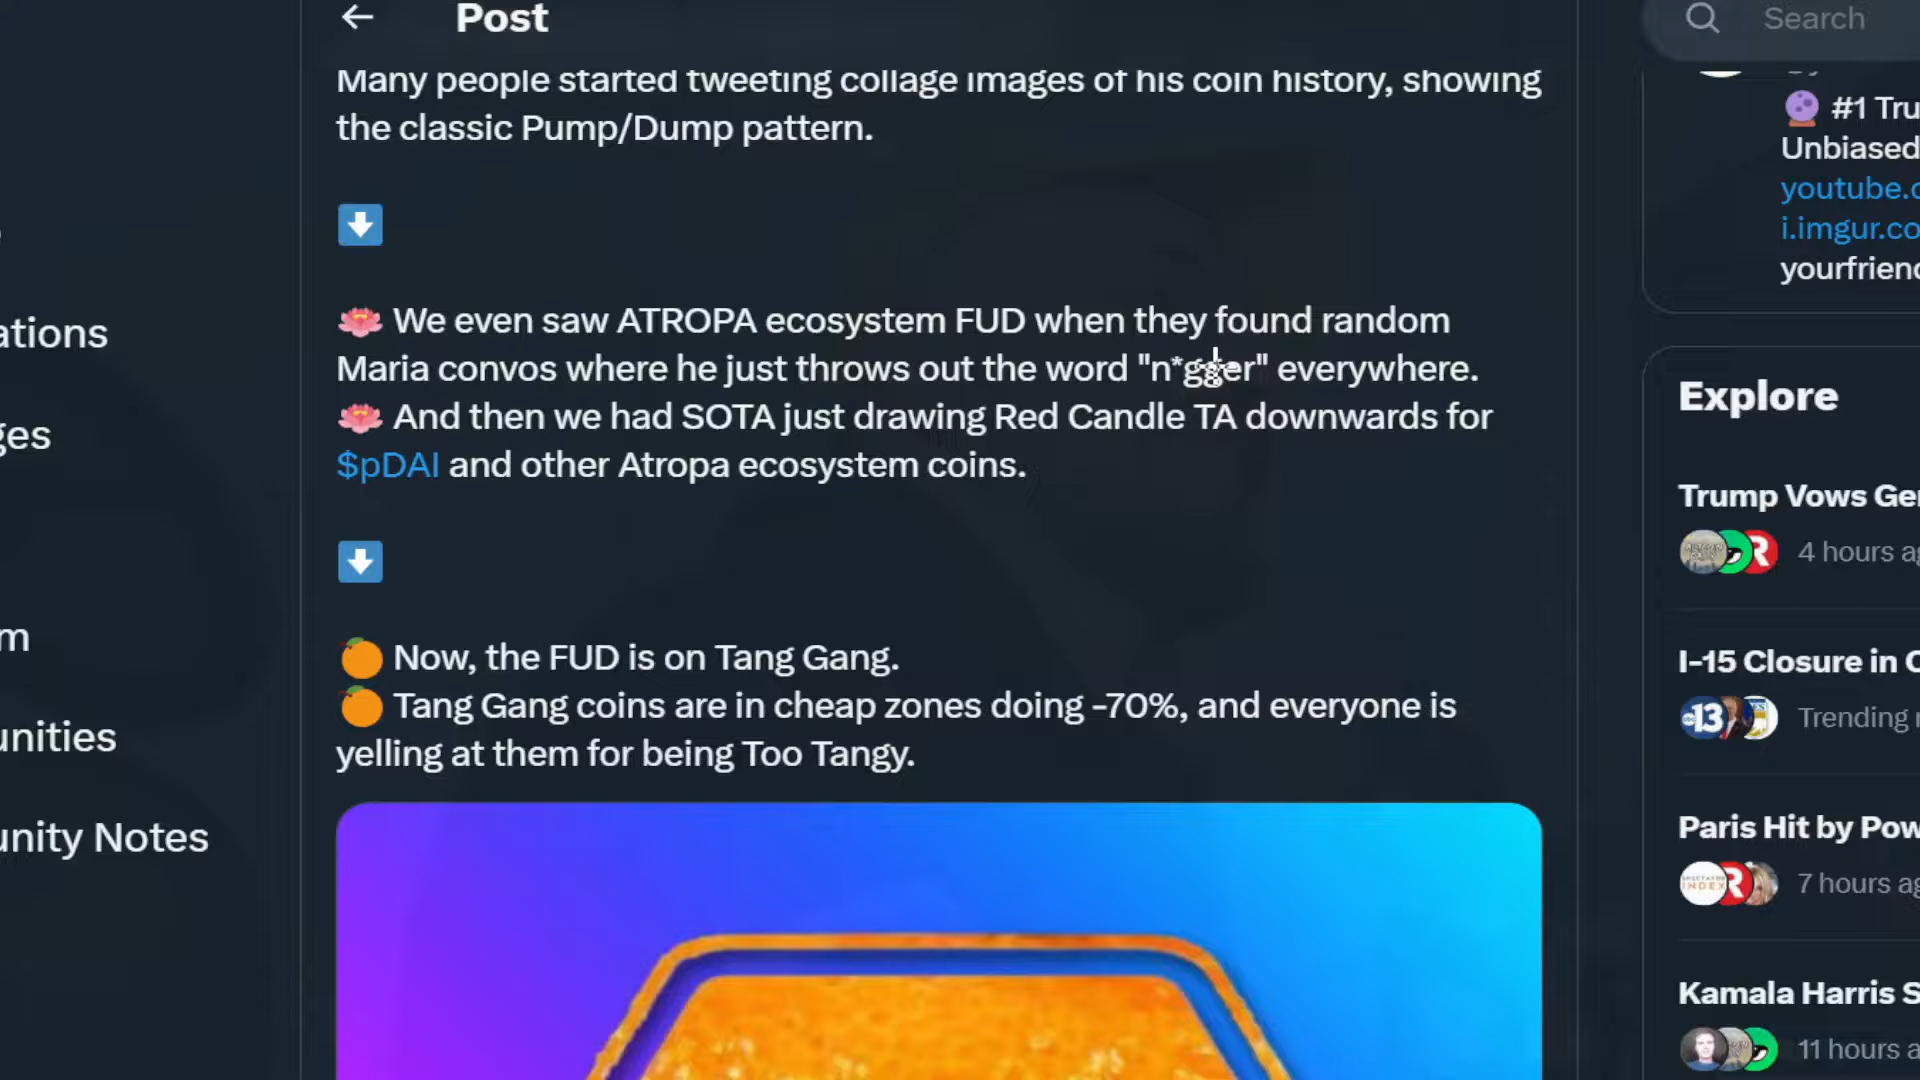 Post
Search
Many people started tweeting collage images of his coin history, showing
the classic Pump/Dump pattern.
#1 Tru
Unbiased
youtube.c
i.imgur.co
yourfrienc
We even saw ATROPA ecosystem FUD when they found random
Maria convos where he just throws out the word "n*gger" everywhere.
And then we had SOTA just drawing Red Candle TA downwards for
$pDAI and other Atropa ecosystem coins.
Now, the FUD is on Tang Gang.
Tang Gang coins are in cheap zones doing -70%, and everyone is
yelling at them for being Too Tangy.
ations
ges
m
unities
unity Notes
Explore
Trump Vows Ger
4 hours ag
I-15 Closure in C
13
Trending n
Paris Hit by Pow
INDEX
R
7 hours ag
Kamala Harris S
11 hours a